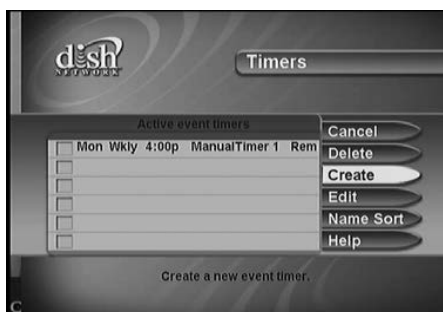 dish
NETWORK
Timers
Active event timers
Mon Wkly 4:00p ManualTimer 1 Rem
Cancel
Delete
Create
Edit
Name Sort
Help
Create a new event timer.
C